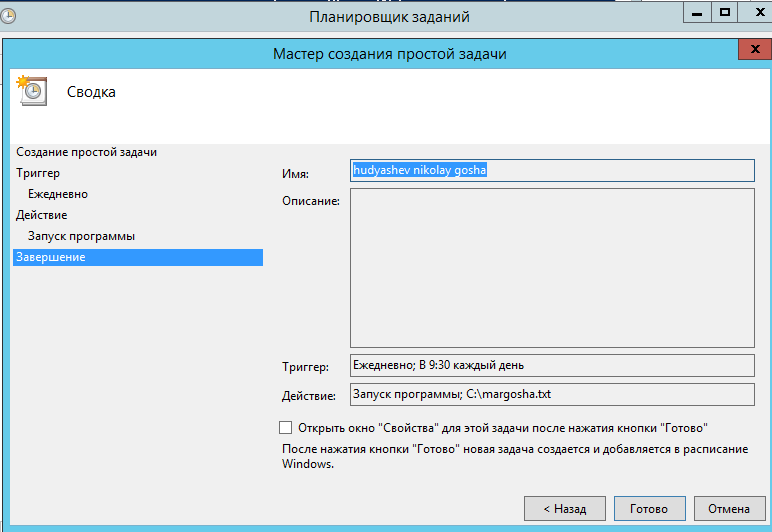 Планировщик заданий
Мастер создания простой задачи
Сводка
Создание простой задачи
Триггер
Ежедневно
Действие
Запуск программы
Завершение
Имя: hudyashev nikolay gosha
Описание:
Триггер: Ежедневно; В 9:30 каждый день
Действие: Запуск программы; C:\margosha.txt
Открыть окно "Свойства" для этой задачи после нажатия кнопки "Готово"
После нажатия кнопки "Готово" новая задача создается и добавляется в расписание
Windows.
< Назад Готово Отмена